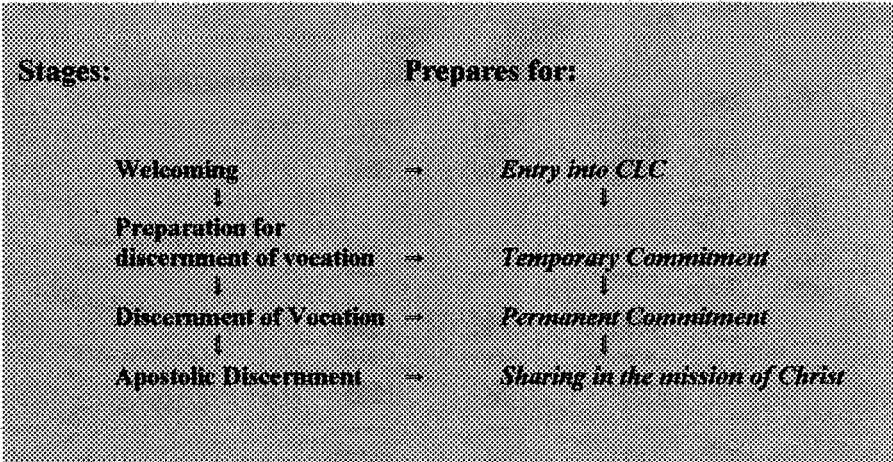 Stages: Prepares for:
Welcoming → Entry into CLC
↓ ↓
Preparation for
discernment of vocation → Temporary Commitment
↓ ↓
Discernment of Vocation → Permanent Commitment
↓ ↓
Apostolic Discernment → Sharing in the mission of Christ